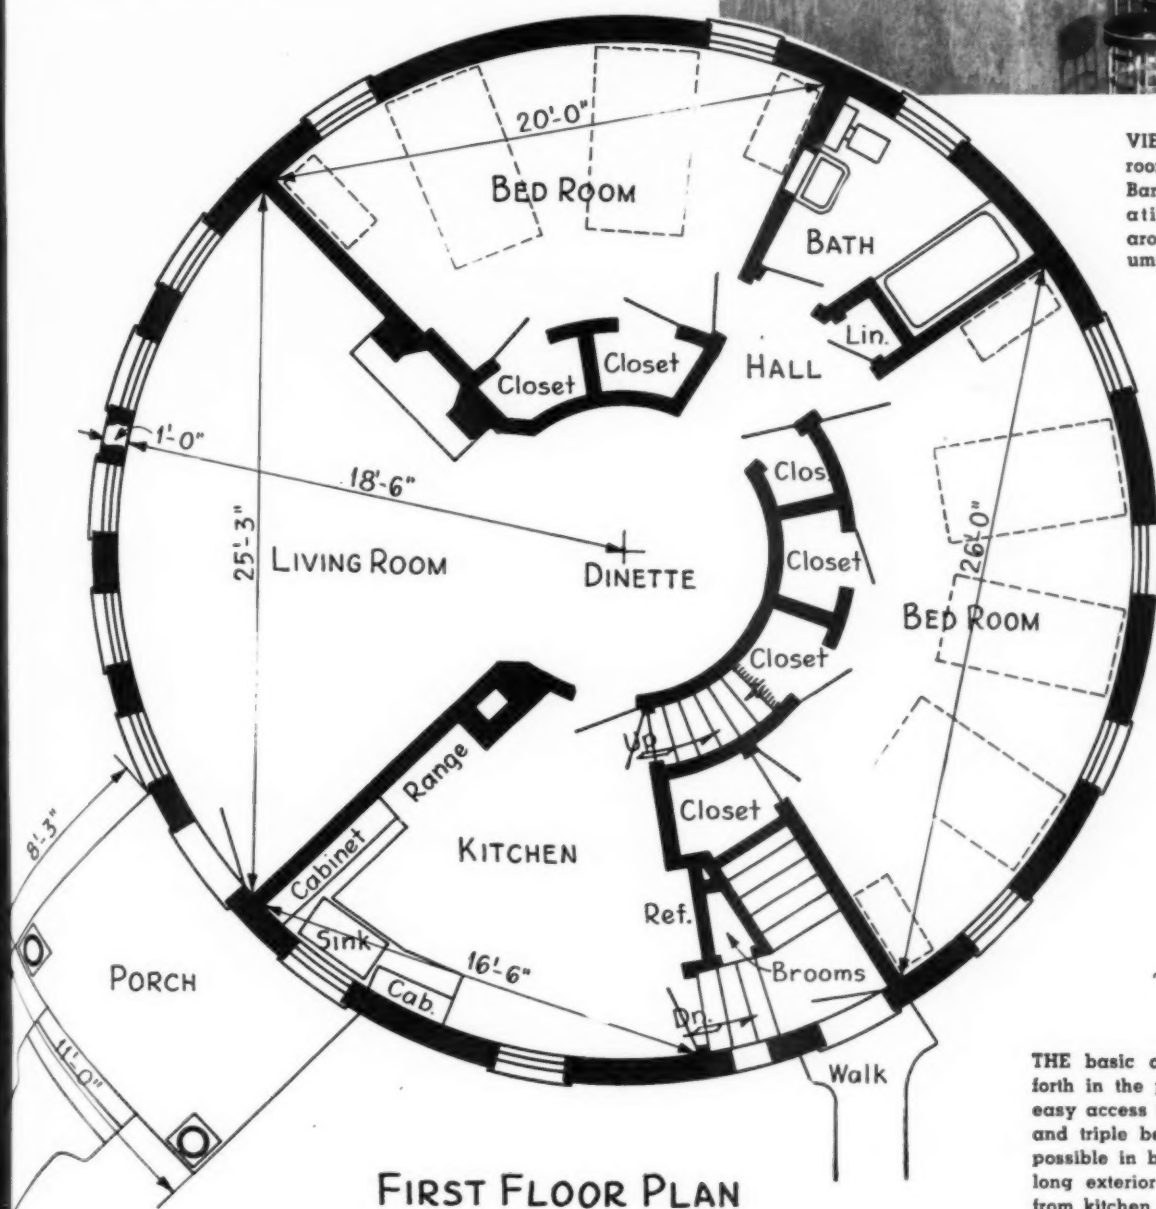 20'-0"
BED ROOM
BATH
Lin.
Closet
Closet
HALL
1'-0"
18'-6"
25'-3"
LIVING ROOM
DINETTE
Clos.
Closet
Closet
26'-0"
BED ROOM
Up
Range
Closet
KITCHEN
Cabinet
8'-3"
Ref.
Sink
16'-6"
Brooms
PORCH
Cab.
Dn.
Walk
11'-0"
FIRST FLOOR PLAN
VIE
roor
Bar
ati
aro
um
THE basic
forth in the
easy access
and triple be
possible in b
long exterior
from kitchen